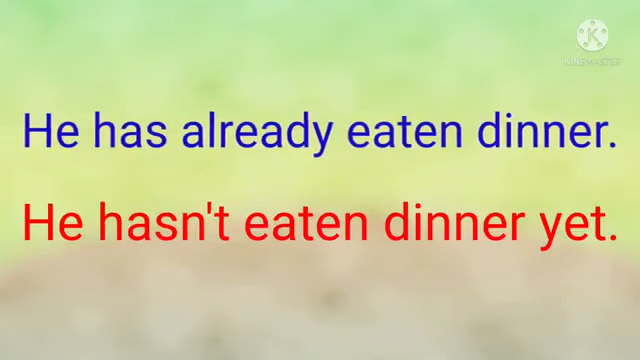 K
KINEMASTER
He has already eaten dinner.
He hasn't eaten dinner yet.